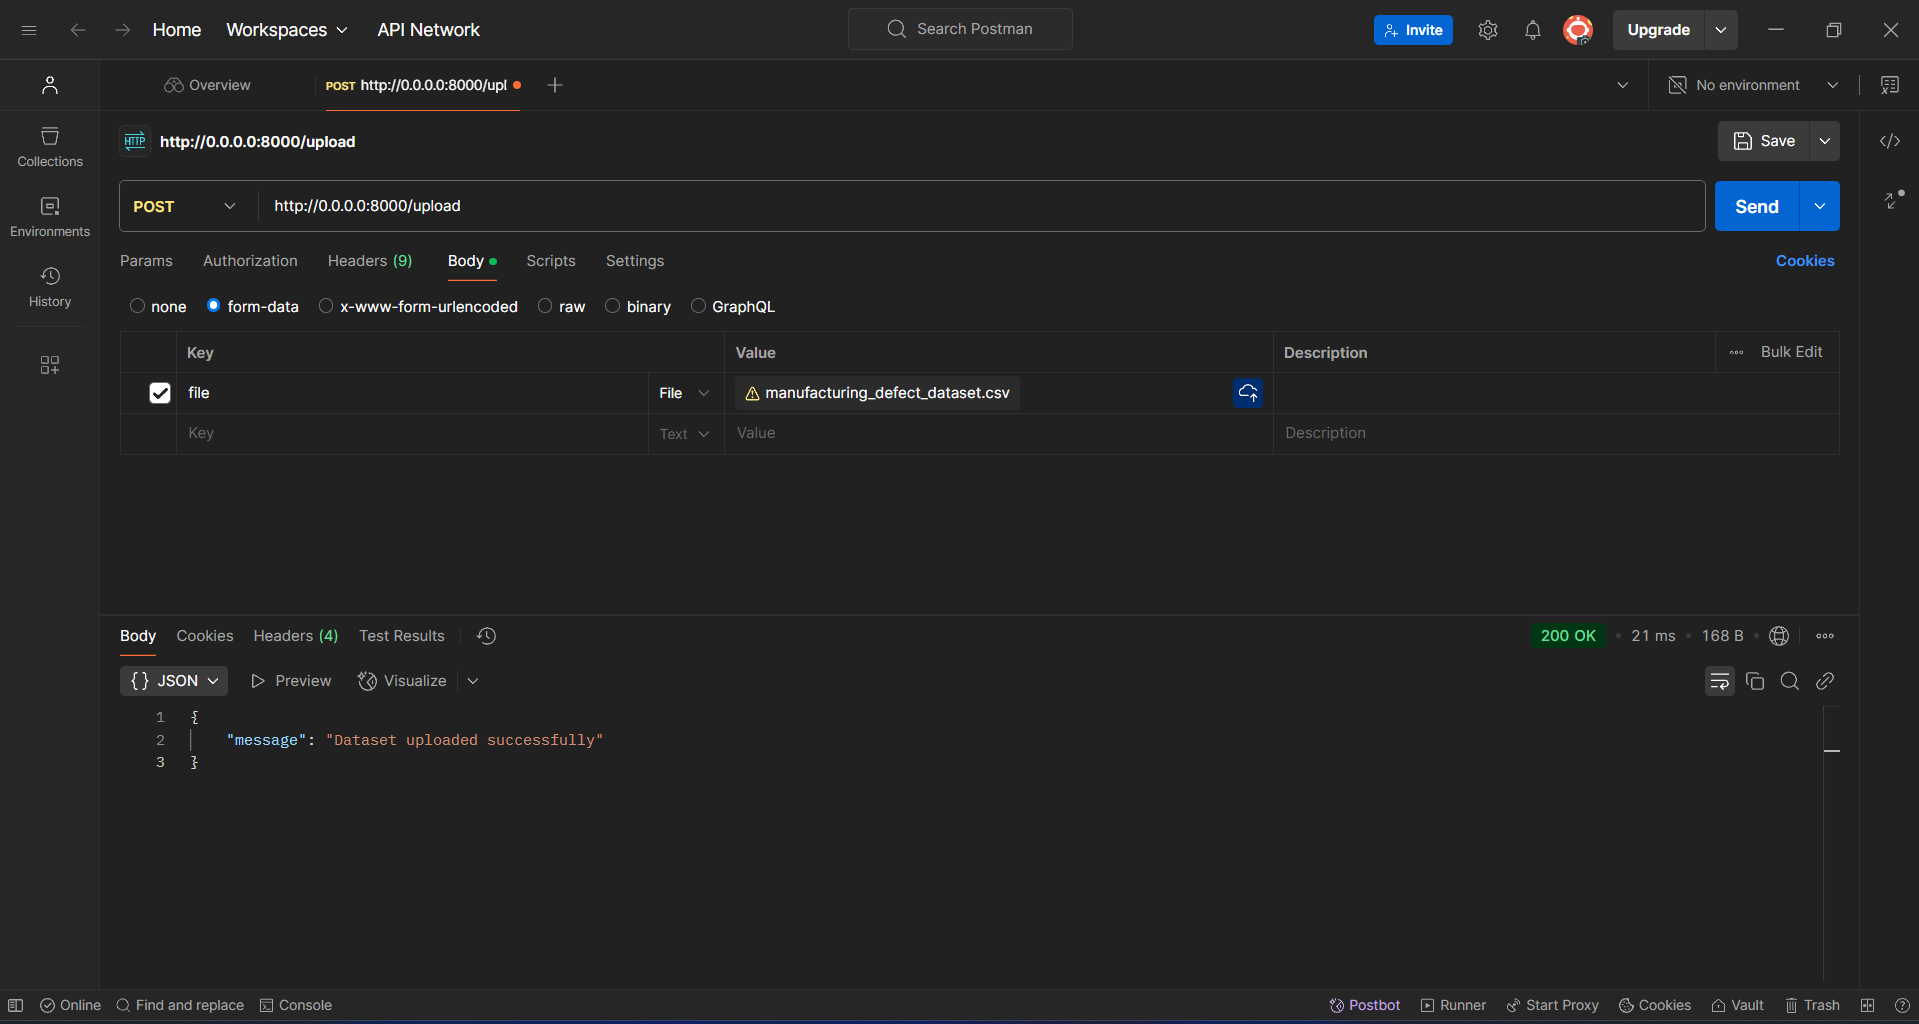 Home Workspaces API Network Search Postman Invite Upgrade
Overview POST http://0.0.0.0:8000/upl No environment
HTTP http://0.0.0.0:8000/upload Save
Collections
Environments
History
POST http://0.0.0.0:8000/upload Send
Params Authorization Headers (9) Body Scripts Settings Cookies
none form-data x-www-form-urlencoded raw binary GraphQL
Key Value Description Bulk Edit
file File manufacturing_defect_dataset.csv
Key Text Value Description
Body Cookies Headers (4) Test Results 200 OK 21 ms 168 B
{} JSON Preview Visualize
1 {
2 "message": "Dataset uploaded successfully"
3 }
Online Find and replace Console Postbot Runner Start Proxy Cookies Vault Trash